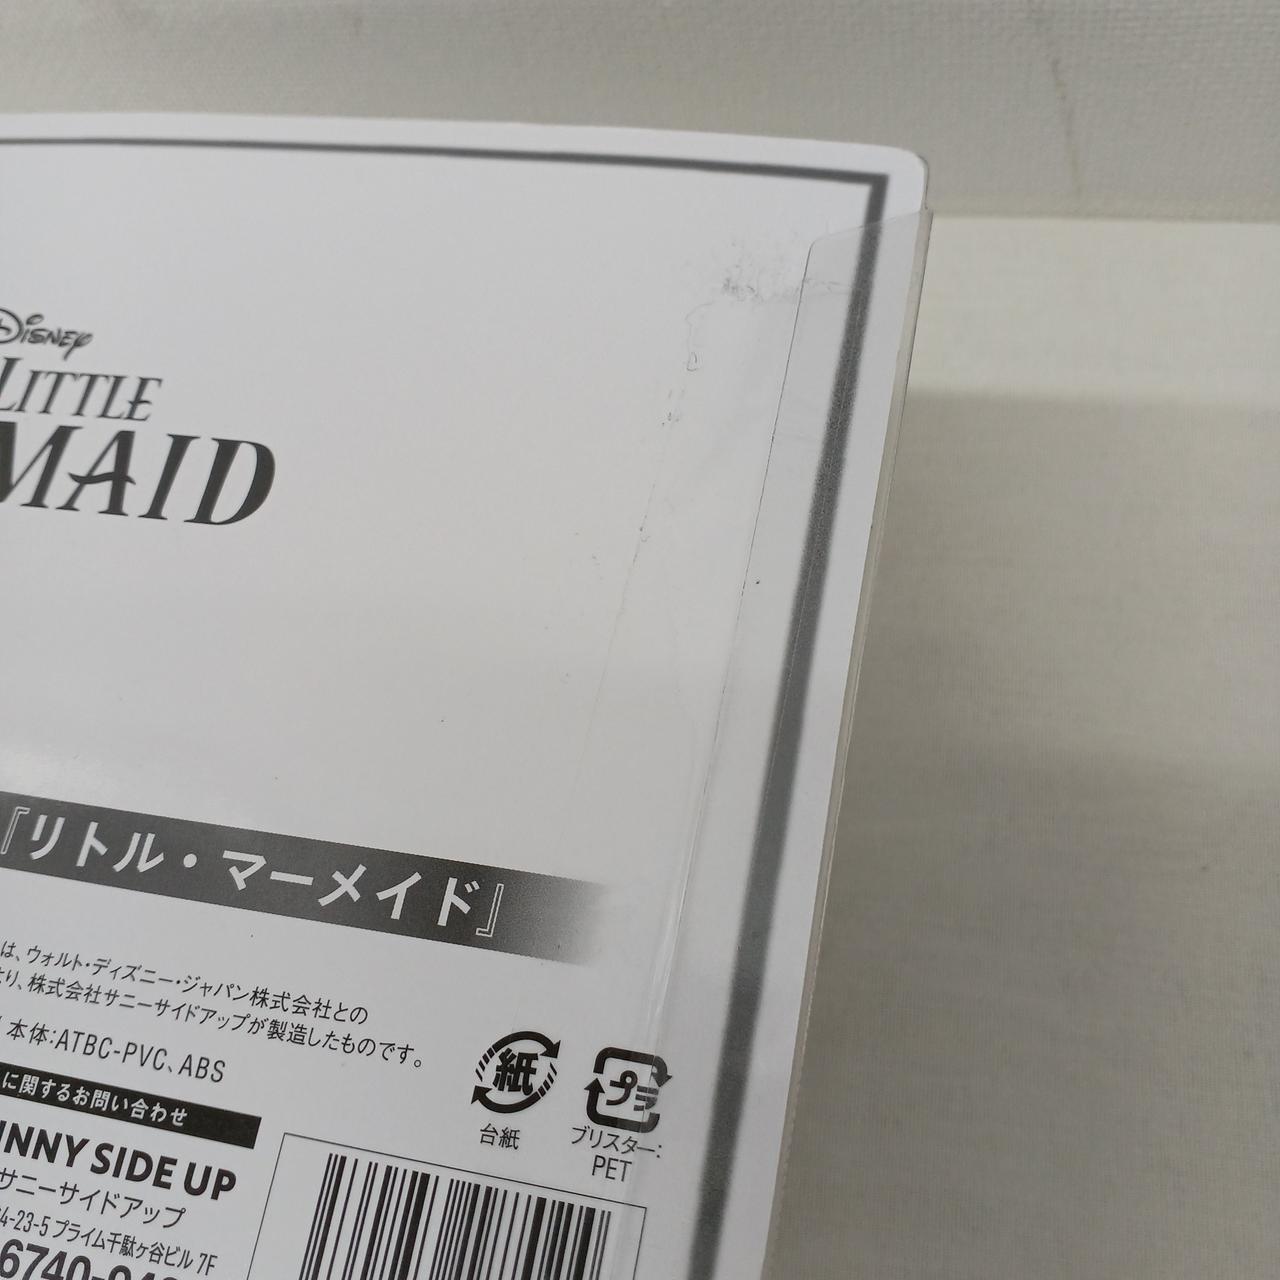 Disney
LITTLE
MAID
『リトル・マーメイド』
は、ウォルト・ディズニー・ジャパン株式会社との
より、株式会社サニーサイドアップが製造したものです。
本体:ATBC-PVC、ABS
紙
プラ
台紙
ブリスター:
PET
に関するお問い合わせ
NNY SIDE UP
サニーサイドアップ
4-23-5 プライム千駄ヶ谷ビル 7F
6740-